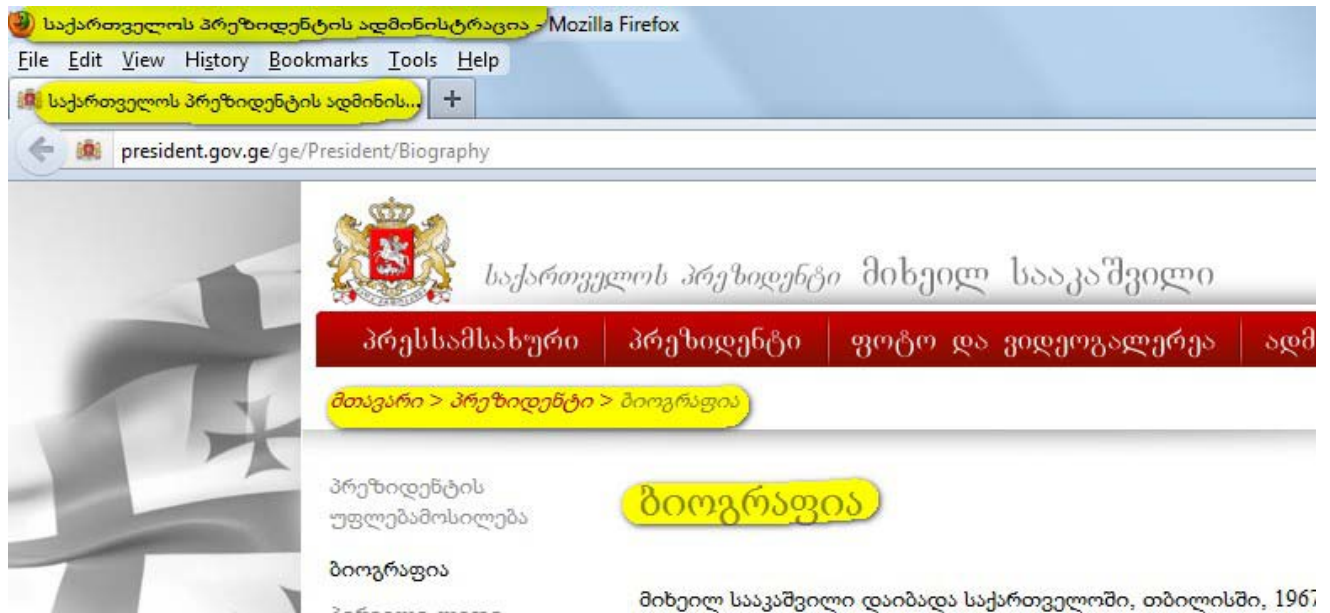 საქართველოს პრეზიდენტის ადმინისტრაცია - Mozilla Firefox
File Edit View History Bookmarks Tools Help
საქართველოს პრეზიდენტის ადმინის... +
president.gov.ge/ge/President/Biography
საქართველოს პრეზიდენტი მიხეილ სააკაშვილი
პრესსამსახური პრეზიდენტი ფოტო და ვიდეოგალერეა ადმ
მთავარი > პრეზიდენტი > ბიოგრაფია
პრეზიდენტის
უფლებამოსილება
ბიოგრაფია
ბიოგრაფია
მიხეილ სააკაშვილი დაიბადა საქართველოში, თბილისში, 1967